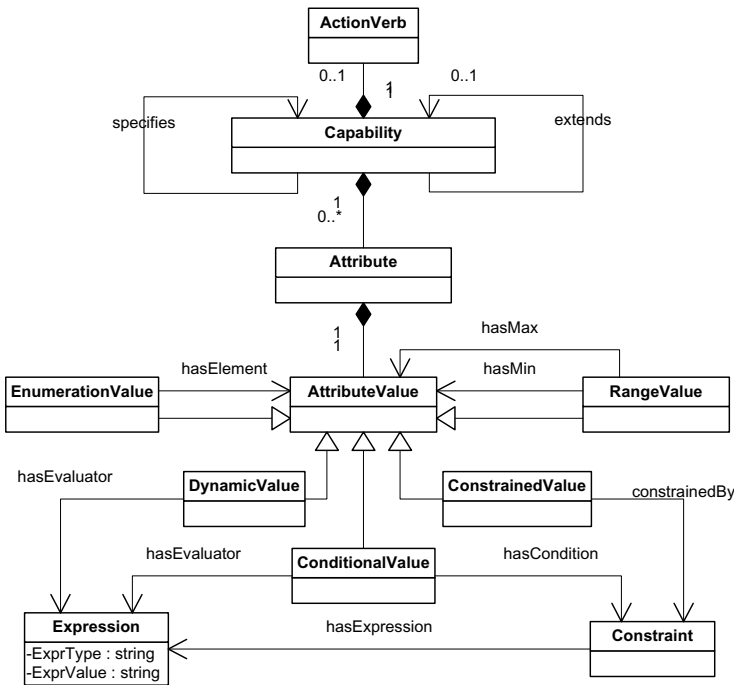 ActionVerb
0..1
1
1
0..1
specifies
Capability
extends
1
0..*
Attribute
1
1
hasMax
hasElement
hasMin
EnumerationValue
AttributeValue
RangeValue
hasEvaluator
DynamicValue
ConstrainedValue
constrainedBy
hasEvaluator
ConditionalValue
hasCondition
Expression
-ExprType : string
-ExprValue : string
hasExpression
Constraint